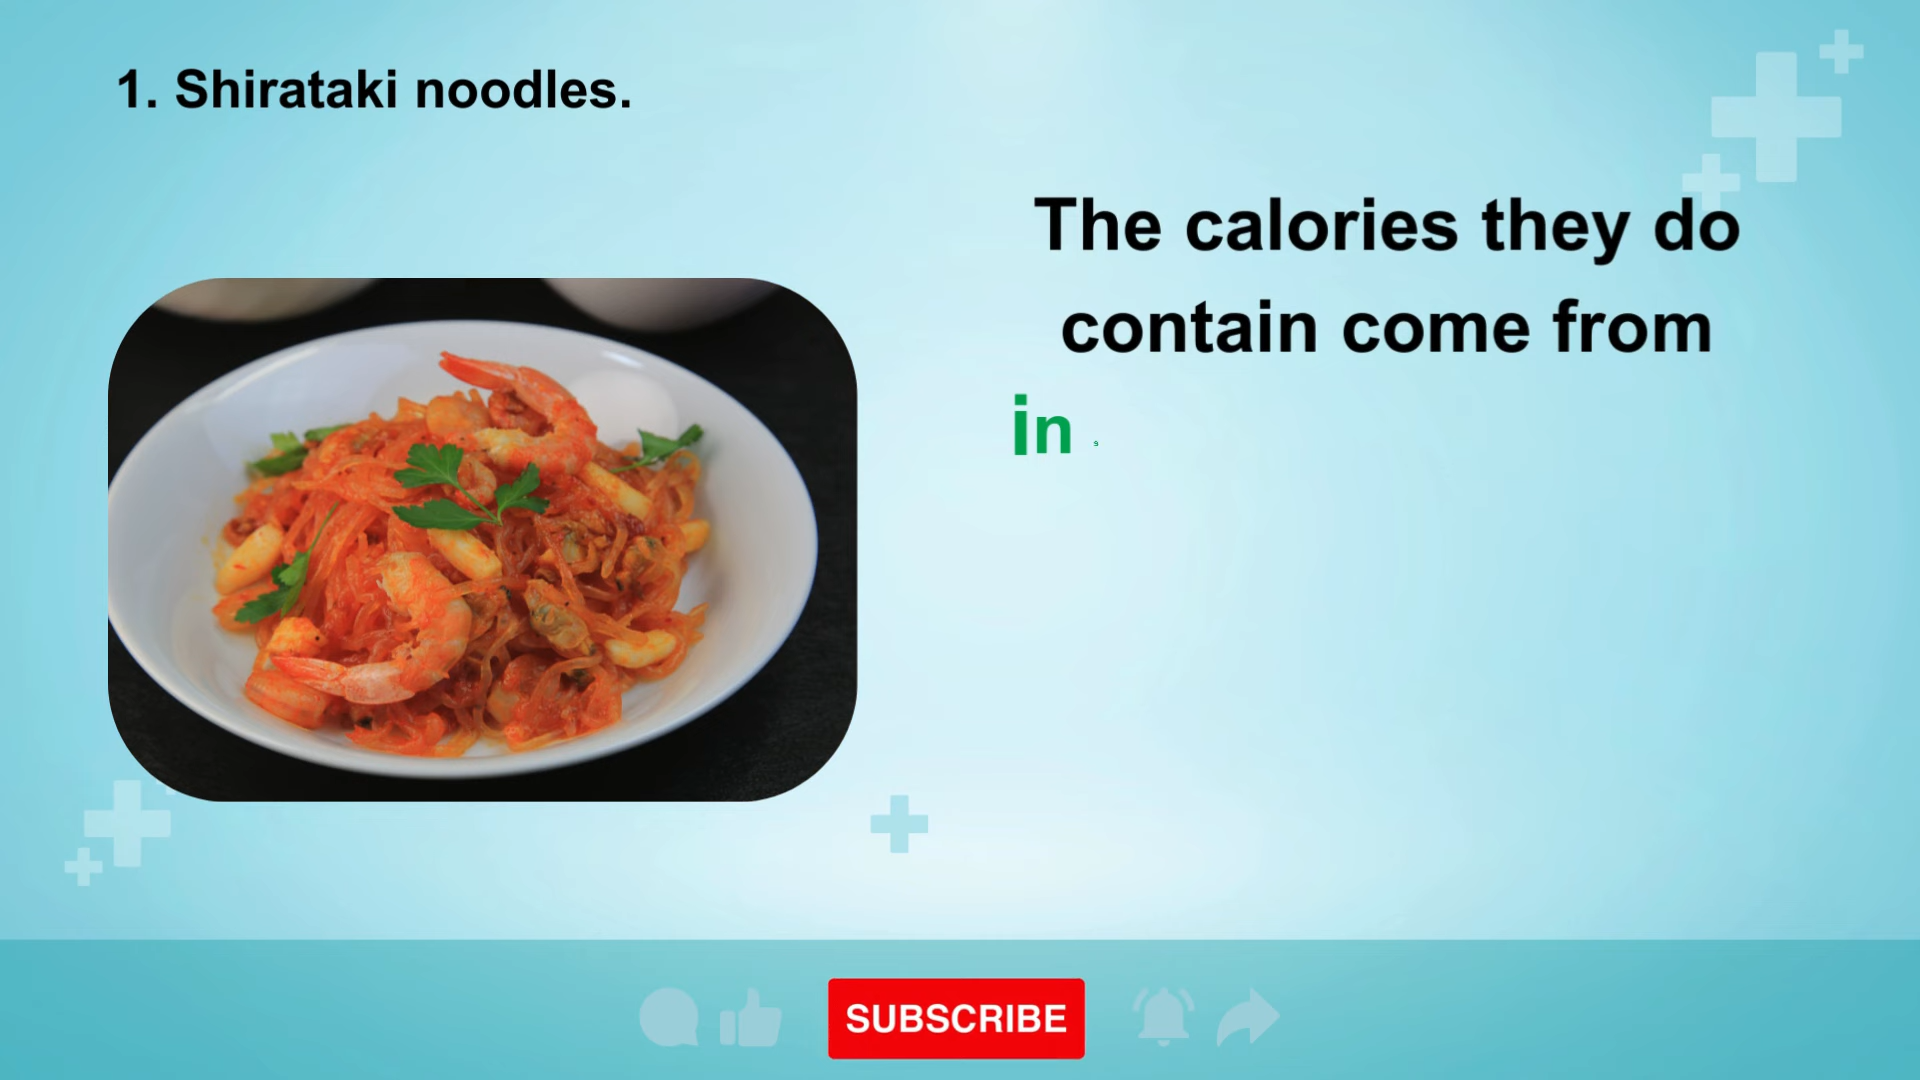 1. Shirataki noodles.
The calories they do
contain come from
in
SUBSCRIBE